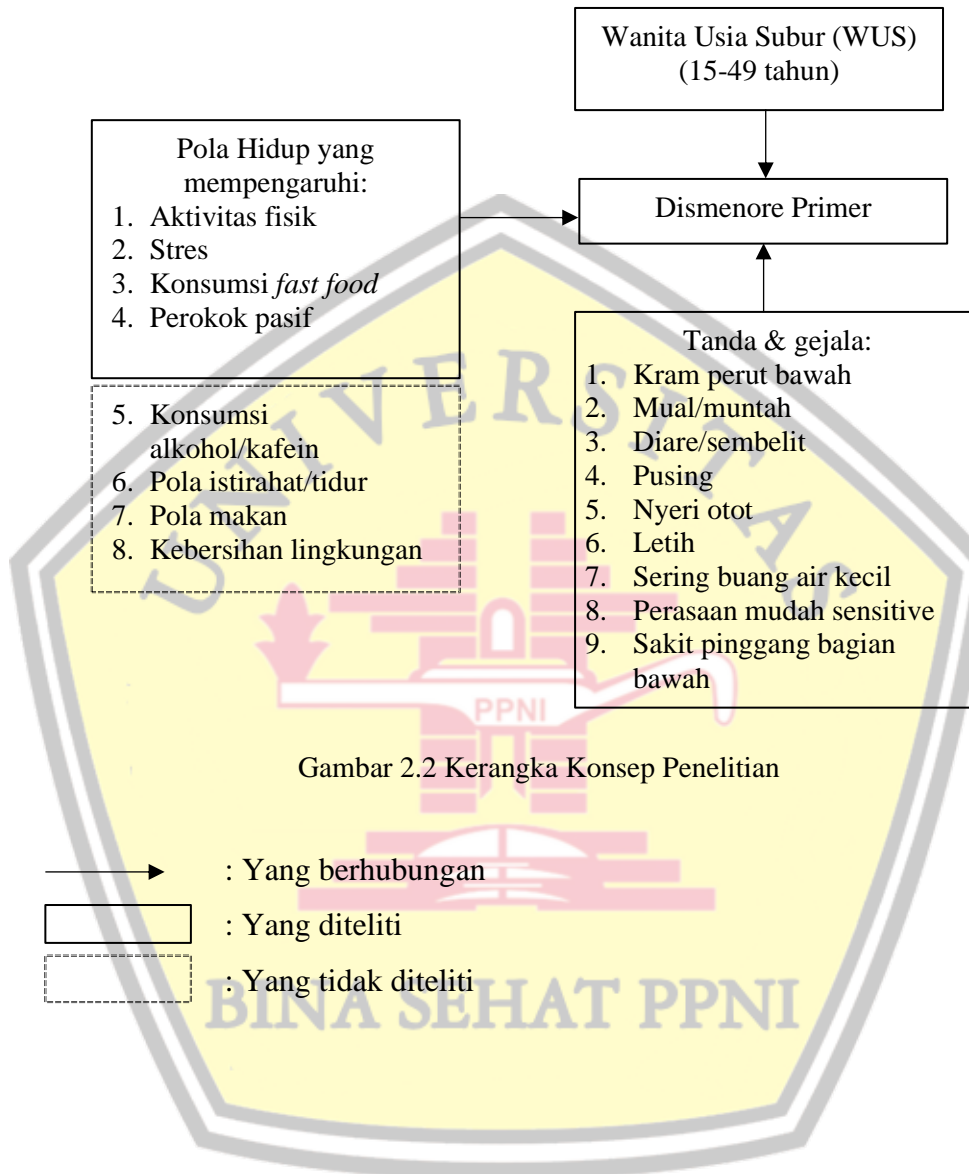 Wanita Usia Subur (WUS)
(15-49 tahun)
Pola Hidup yang
mempengaruhi:
1. Aktivitas fisik
2. Stres
3. Konsumsi fast food
4. Perokok pasif
Dismenore Primer
5. Konsumsi
alkohol/kafein
6. Pola istirahat/tidur
7. Pola makan
8. Kebersihan lingkungan
Tanda & gejala:
1. Kram perut bawah
2. Mual/muntah
3. Diare/sembelit
4. Pusing
5. Nyeri otot
6. Letih
7. Sering buang air kecil
8. Perasaan mudah sensitive
9. Sakit pinggang bagian
bawah
UNIVERSITAS
PPNI
Gambar 2.2 Kerangka Konsep Penelitian
: Yang berhubungan
: Yang diteliti
: Yang tidak diteliti
BINA SEHAT PPNI